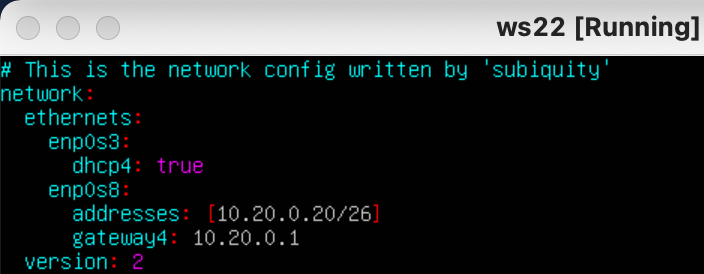 ws22 [Running]
# This is the network config written by 'subiquity'
network:
  ethernets:
    enp0s3:
      dhcp4: true
    enp0s8:
      addresses: [10.20.0.20/26]
      gateway4: 10.20.0.1
  version: 2